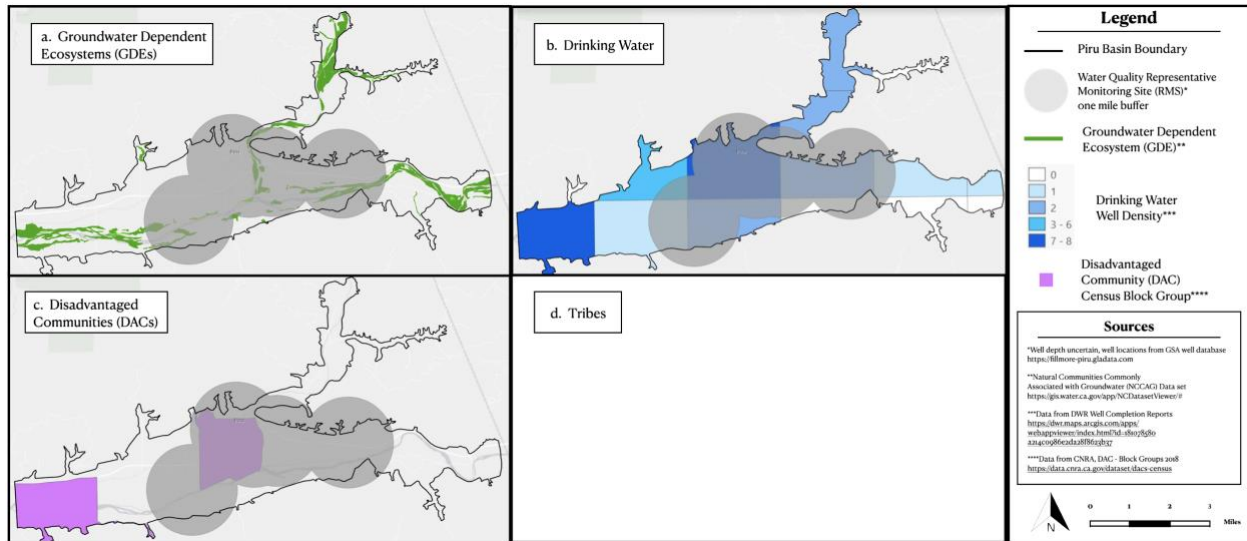 a. Groundwater Dependent
Ecosystems (GDEs)
b. Drinking Water
c. Disadvantaged
Communities (DACs)
d. Tribes
Legend
Piru Basin Boundary
Water Quality Representative
Monitoring Site (RMS)*
one mile buffer
Groundwater Dependent
Ecosystem (GDE)**
0
1
2
3 - 6
7 - 8
Drinking Water
Well Density***
Disadvantaged
Community (DAC)
Census Block Group****
Sources
*Well depth uncertain, well locations from GSA well database
https://fillmore-piru.gladata.com
**Natural Communities Commonly
Associated with Groundwater (NCCAG) Data set
https://gis.water.ca.gov/app/NCDatasetViewer/#
***Data from DWR Well Completion Reports
https://dwr.maps.arcgis.com/apps/
webappviewer/index.html?id=181078580
a214c0986e2da28f8623b37
****Data from CNRA, DAC - Block Groups 2018
https://data.cnra.ca.gov/dataset/dacs-census
N
0 1 2 3
Miles